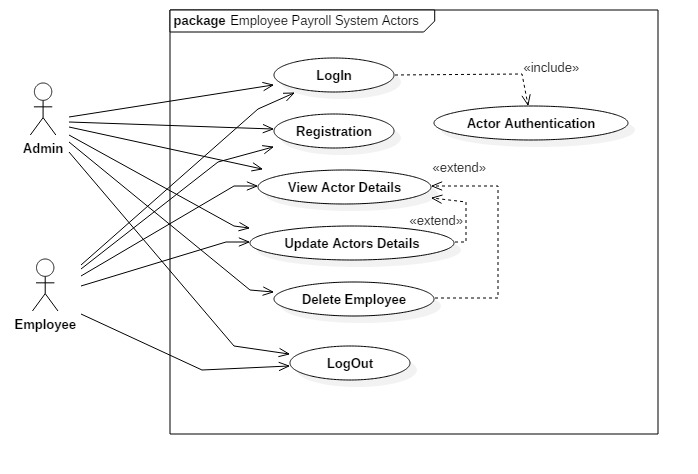 package Employee Payroll System Actors
LogIn
«include»
Actor Authentication
Registration
Admin
«extend»
View Actor Details
«extend»
Update Actors Details
Delete Employee
Employee
LogOut